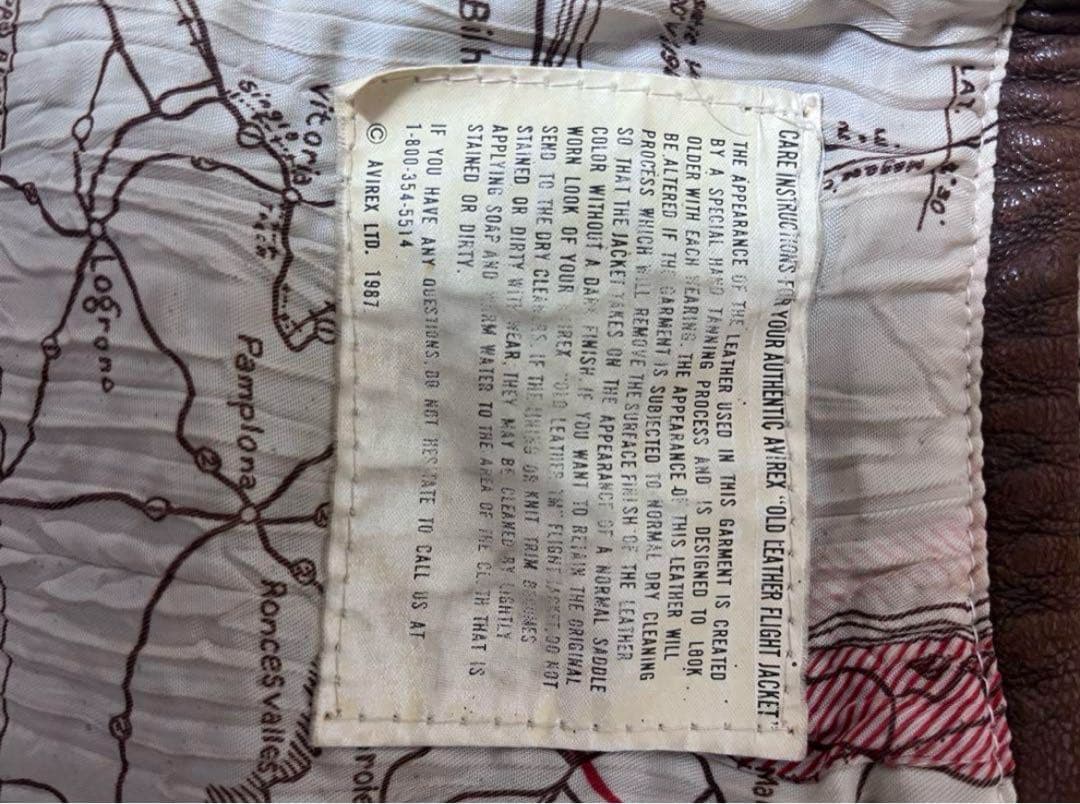 CARE INSTRUCTIONS FOR YOUR AUTHENTIC AVIREX "OLD LEATHER FLIGHT JACKET"
THE APPEARANCE OF THE LEATHER USED IN THIS GARMENT IS CREATED
BY A SPECIAL HAND TANNING PROCESS AND IS DESIGNED TO LOOK
OLDER WITH EACH WEARING. THE APPEARANCE OF THIS LEATHER WILL
BE ALTERED IF THE GARMENT IS SUBJECTED TO NORMAL DRY CLEANING
PROCESS WHICH WILL REMOVE THE SURFACE FINISH OF THE LEATHER
SO THAT THE JACKET TAKES ON THE APPEARANCE OF A NORMAL SADDLE
COLOR WITHOUT A DARK FINISH. IF YOU WANT TO RETAIN THE ORIGINAL
WORN LOOK OF YOUR AVIREX "OLD LEATHER TM" FLIGHT JACKET DO NOT
SEND TO THE DRY CLEANERS. IF THE LINING OR KNIT TRIM BECOMES
STAINED OR DIRTY WITH WEAR, THEY MAY BE CLEANED BY LIGHTLY
APPLYING SOAP AND WARM WATER TO THE AREA OF THE CLOTH THAT IS
STAINED OR DIRTY.
IF YOU HAVE ANY QUESTIONS, DO NOT HESITATE TO CALL US AT
1-800-354-5514
© AVIREX LTD. 1987
Vitoria
Logrono
Pamplona
Roncesvalles
LAT.